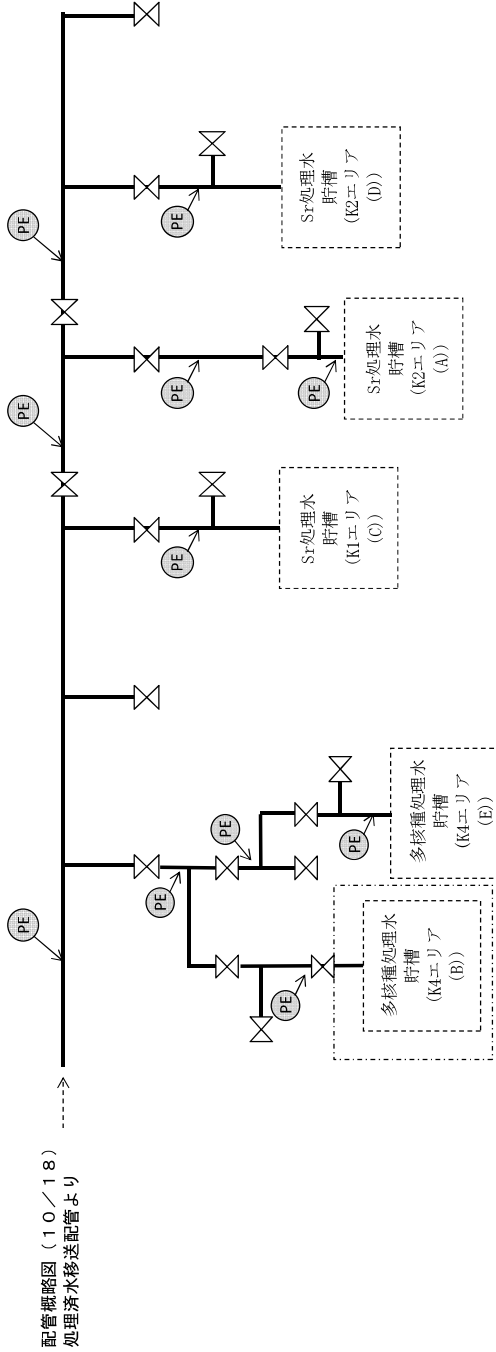 配管概略図（１０／１８）
処理済水移送配管より
PE
PE
PE
PE
PE
PE
PE
PE
PE
PE
PE
PE
多核種処理水
貯槽
(K4エリア
(B))
多核種処理水
貯槽
(K4エリア
(E))
Sr処理水
貯槽
(K1エリア
(C))
Sr処理水
貯槽
(K2エリア
(A))
Sr処理水
貯槽
(K2エリア
(D))